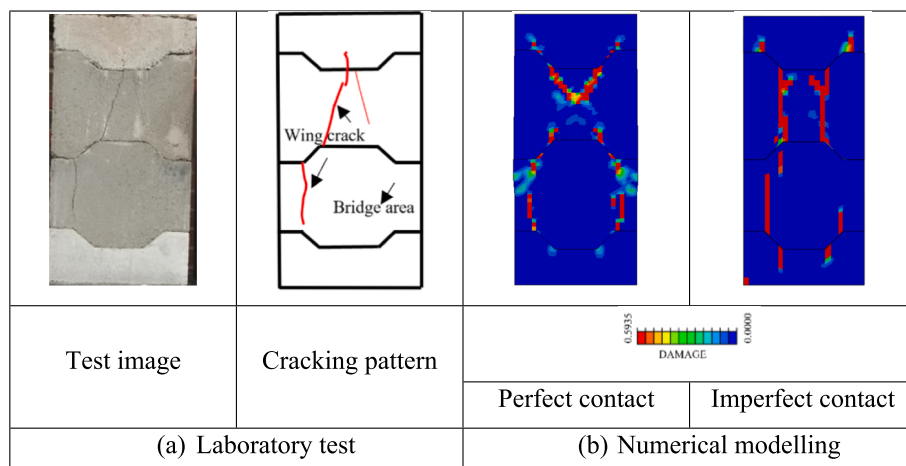 Wing crack
Bridge area
0.5935
0.0000
DAMAGE
Test image
Cracking pattern
Perfect contact
Imperfect contact
(a) Laboratory test
(b) Numerical modelling